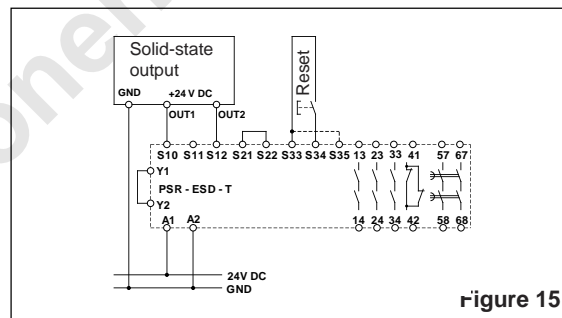 Solid-state
output
GND
+24 V DC
OUT1
OUT2
Reset
S10 S11 S12 S21 S22 S33 S34 S35 13 23 33 41 57 67
Y1
PSR - ESD - T
Y2
A1 A2
14 24 34 42 58 68
24V DC
GND
Figure 15